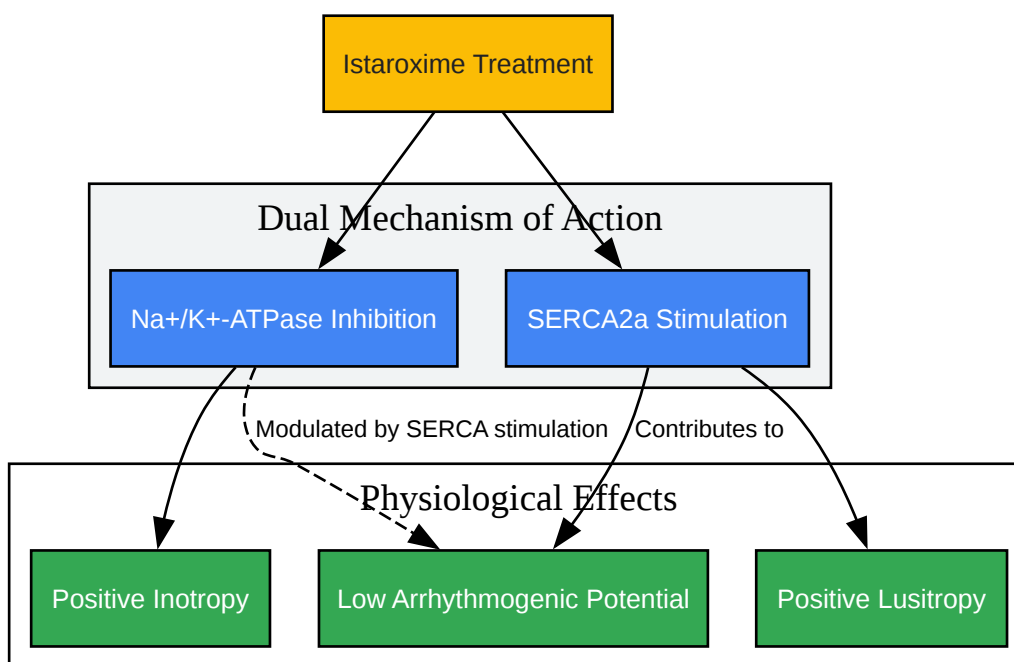 Istaroxime Treatment
Dual Mechanism of Action
Na+/K+-ATPase Inhibition
SERCA2a Stimulation
Modulated by SERCA stimulation
Contributes to
Physiological Effects
Positive Inotropy
Low Arrhythmogenic Potential
Positive Lusitropy